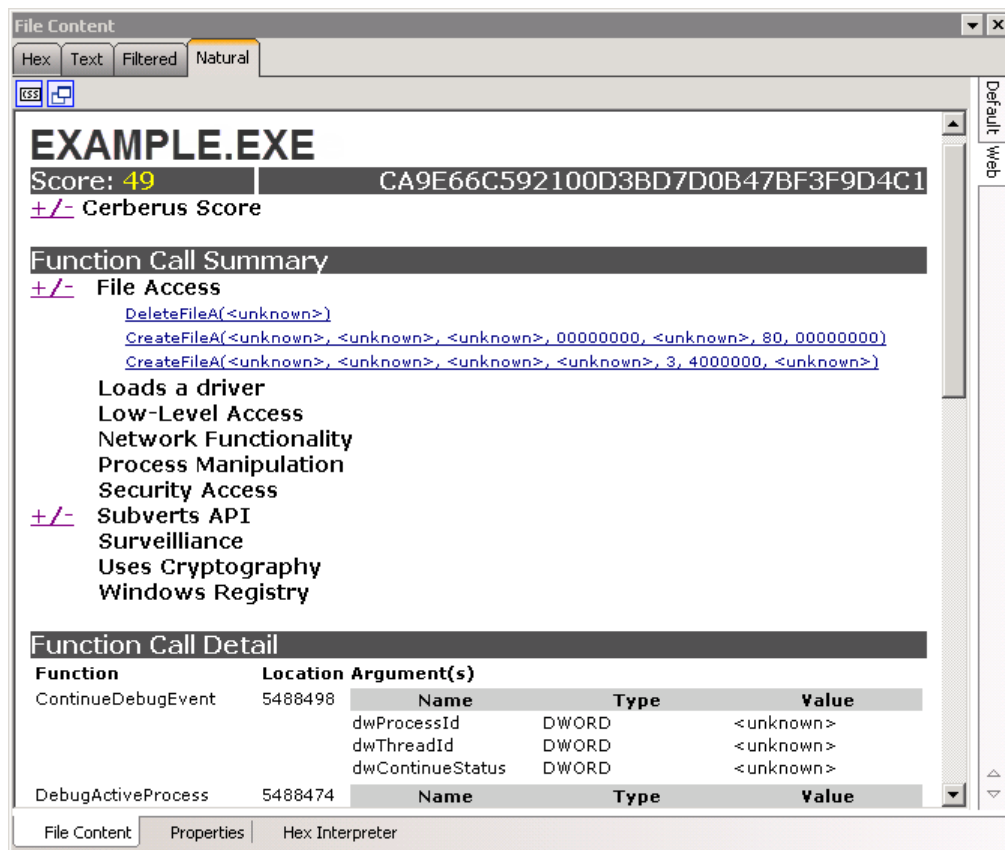 File Content
Hex Text Filtered Natural
css
Default Web
EXAMPLE.EXE
Score: 49 CA9E66C592100D3BD7D0B47BF3F9D4C1
+/- Cerberus Score
Function Call Summary
+/- File Access
DeleteFileA(<unknown>)
CreateFileA(<unknown>, <unknown>, <unknown>, 00000000, <unknown>, 80, 00000000)
CreateFileA(<unknown>, <unknown>, <unknown>, <unknown>, 3, 4000000, <unknown>)
Loads a driver
Low-Level Access
Network Functionality
Process Manipulation
Security Access
+/- Subverts API
Surveilliance
Uses Cryptography
Windows Registry
Function Call Detail
Function Location Argument(s)
ContinueDebugEvent 5488498 Name Type Value
dwProcessId DWORD <unknown>
dwThreadId DWORD <unknown>
dwContinueStatus DWORD <unknown>
DebugActiveProcess 5488474 Name Type Value
File Content Properties Hex Interpreter